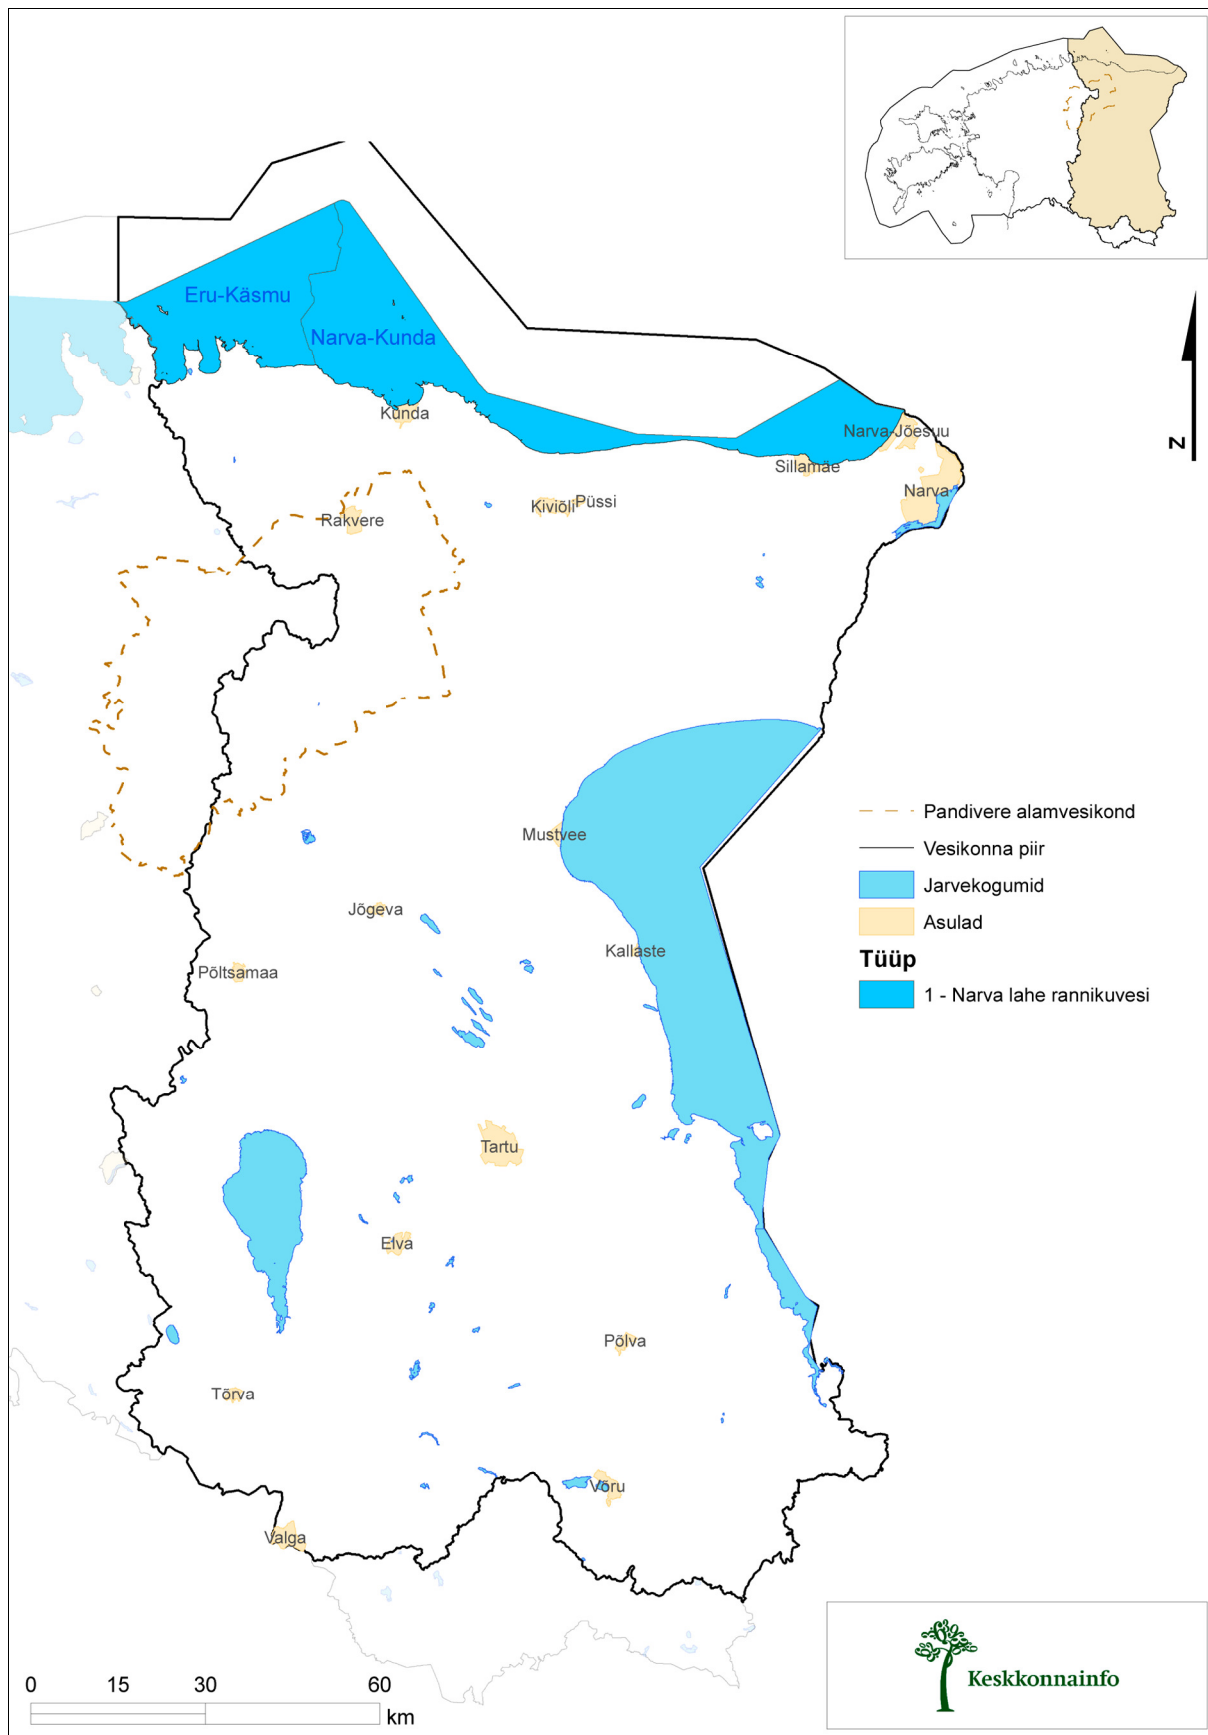 Eru-Käsmu
Narva-Kunda
Kunda
Narva-Jõesuu
Sillamäe
Narva
Kiviõli
Püssi
Rakvere
Mustvee
Jõgeva
Kallaste
Põltsamaa
Tartu
Elva
Põlva
Tõrva
Võru
Valga
N
Pandivere alamvesikond
Vesikonna piir
Jarvekogumid
Asulad
Tüüp
1 - Narva lahe rannikuvesi
0 15 30 60
km
Keskkonnainfo